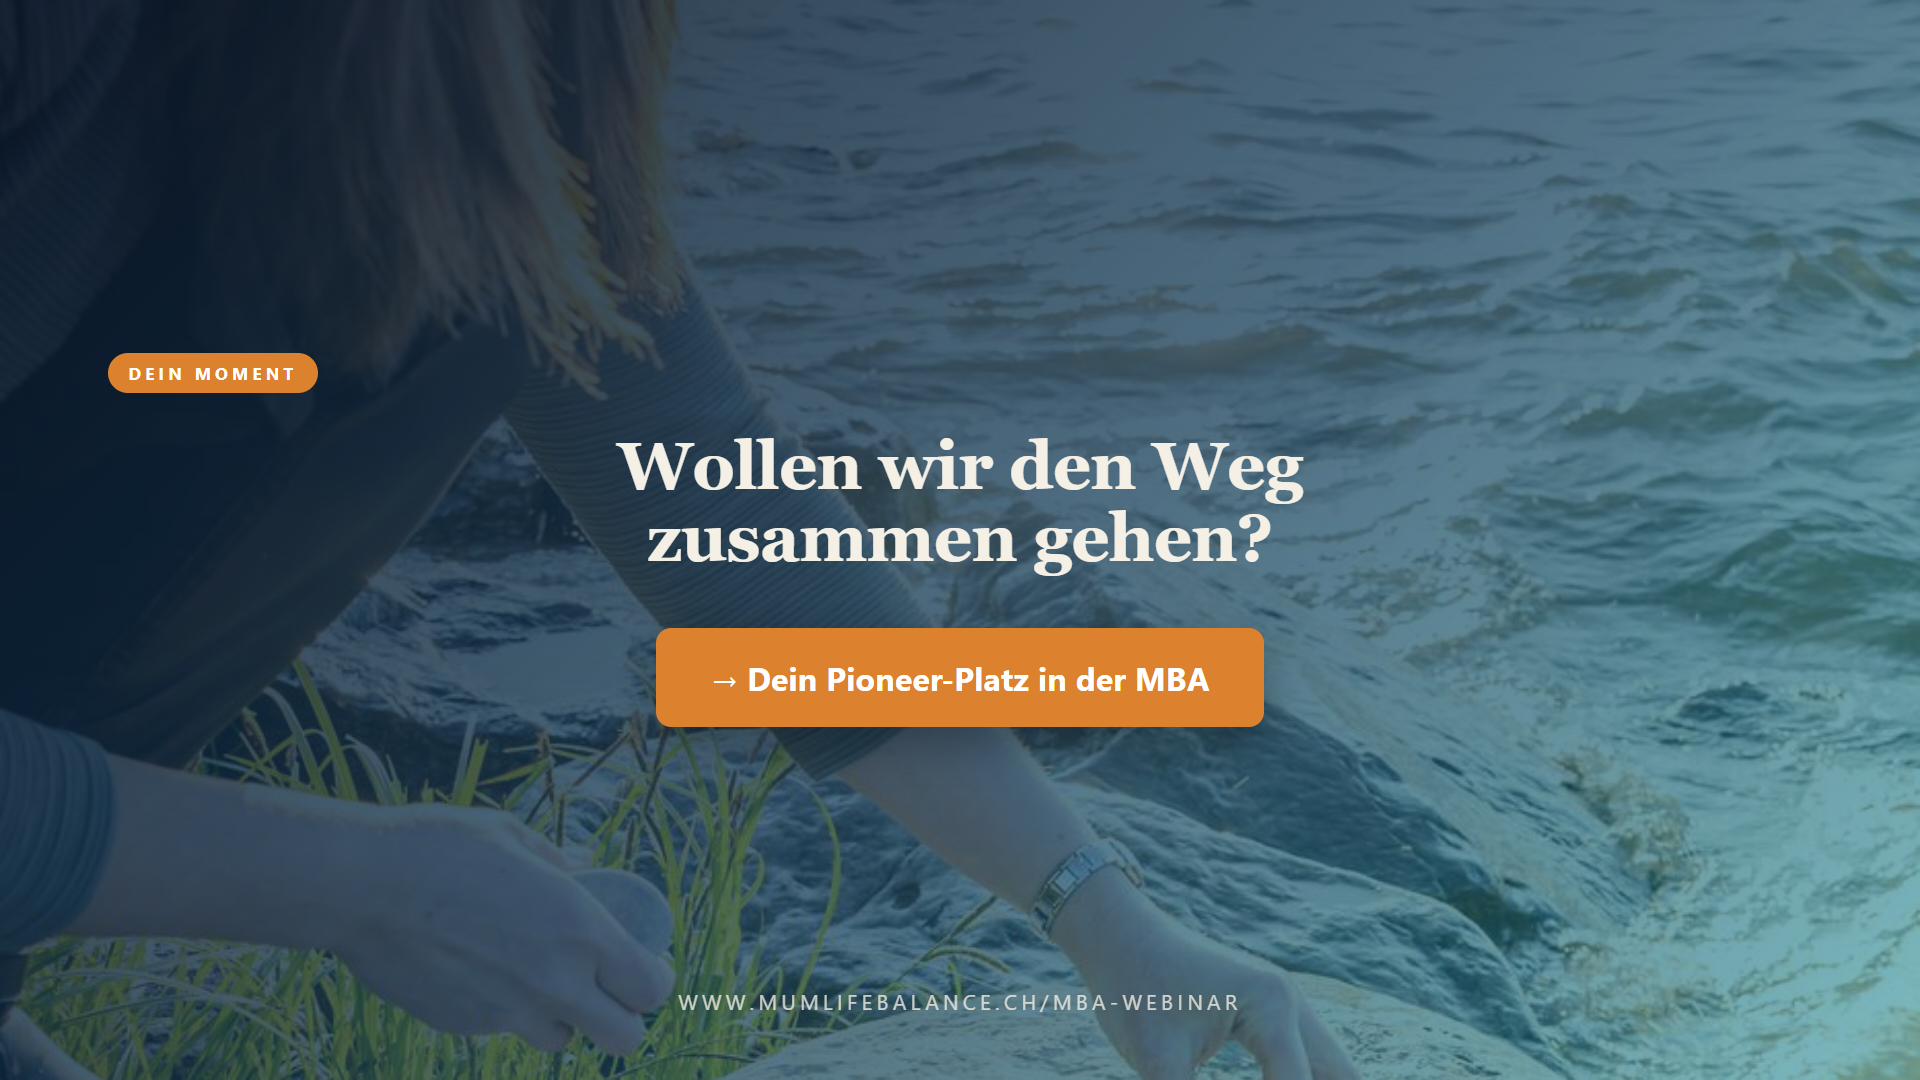 DEIN MOMENT
Wollen wir den Weg
zusammen gehen?
→ Dein Pioneer-Platz in der MBA
WWW.MUMLIFEBALANCE.CH/MBA-WEBINAR